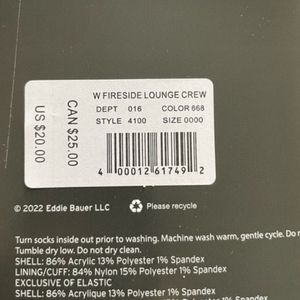 W FIRESIDE LOUNGE CREW
DEPT 016 COLOR 668
STYLE 4100 SIZE 0000
CAN $25.00
US $20.00
4 00012 61749 2
© 2022 Eddie Bauer LLC
Please recycle
Turn socks inside out prior to washing. Machine wash warm, gentle cycle. Do
Tumble dry low. Do not dry clean.
SHELL: 86% Acrylic 13% Polyester 1% Spandex
LINING/CUFF: 84% Nylon 15% Polyester 1% Spandex
EXCLUSIVE OF ELASTIC
SHELL: 86% Acrylique 13% Polyester 1% Spandex